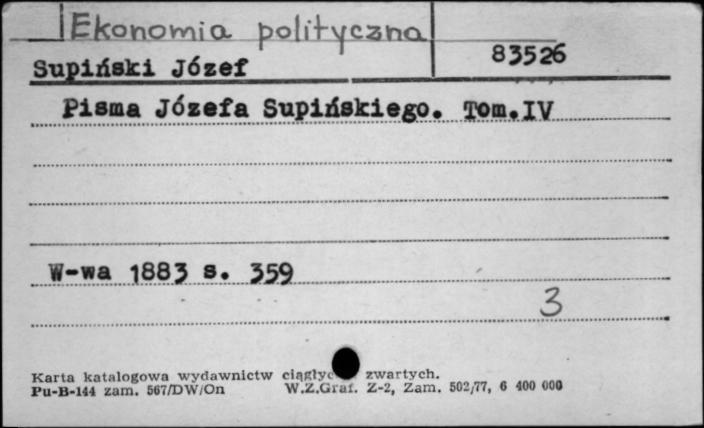 Ekonomia polityczna
83526
Supiński Józef
Pisma Józefa Supińskiego. Tom.IV
W-wa 1883 s. 359
3
Karta katalogowa wydawnictw zwartych.
Pu-B-144 zam. 567/DW/On W.Z.Graf. Z-2, Zam. 502/77, 6 400 000